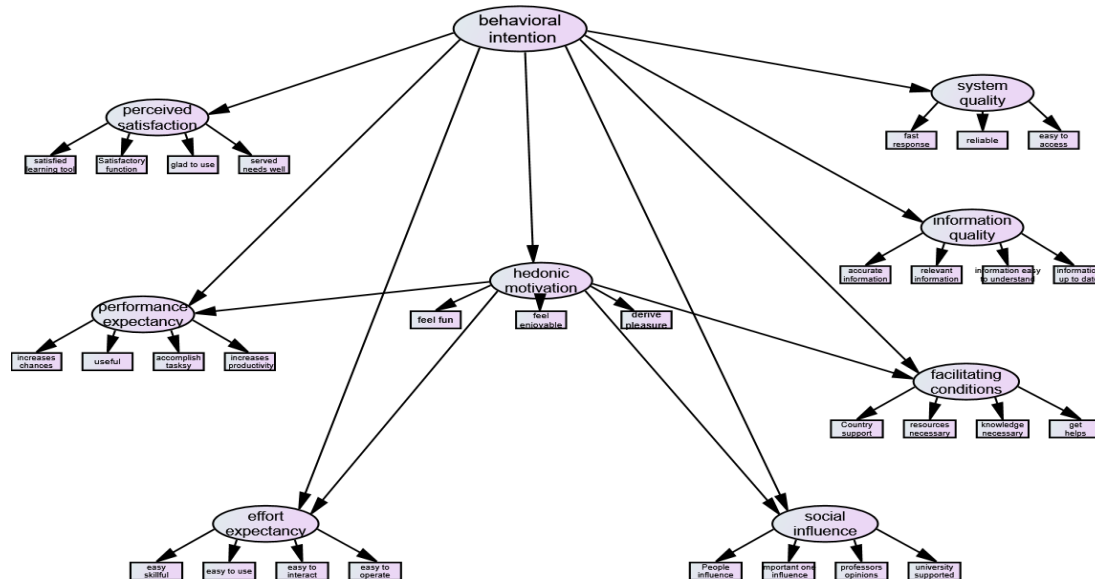 behavioral
intention
system
quality
fast
response
reliable
easy to
access
perceived
satisfaction
satisfied
learning tool
Satisfactory
function
glad to use
served
needs well
information
quality
accurate
information
relevant
information
information easy
to understand
information
up to date
hedonic
motivation
feel fun
feel
enjoyable
derive
pleasure
performance
expectancy
increases
chances
useful
accomplish
tasksy
increases
productivity
facilitating
conditions
Country
support
resources
necessary
knowledge
necessary
get
helps
effort
expectancy
easy
skillful
easy to use
easy to
interact
easy to
operate
social
influence
People
influence
mportant one
influence
professors
opinions
university
supported